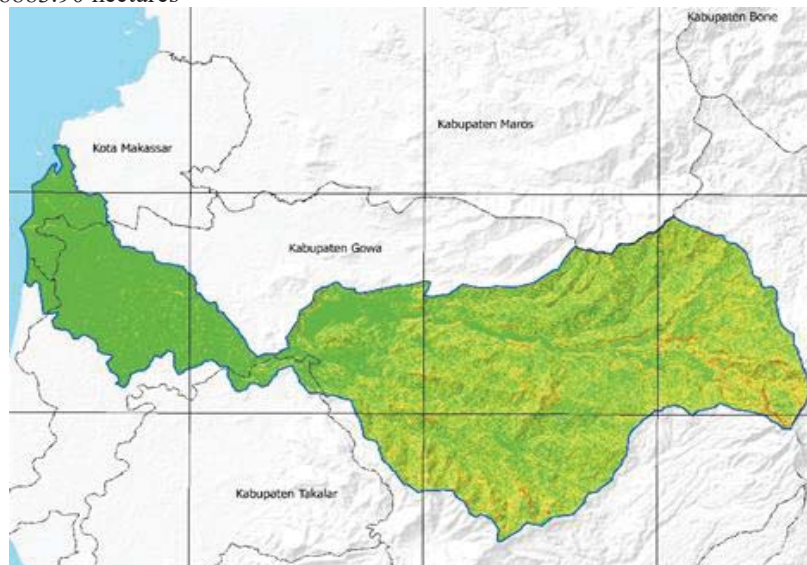 Kabupaten Bone
Kabupaten Maros
Kota Makassar
Kabupaten Gowa
Kabupaten Takalar